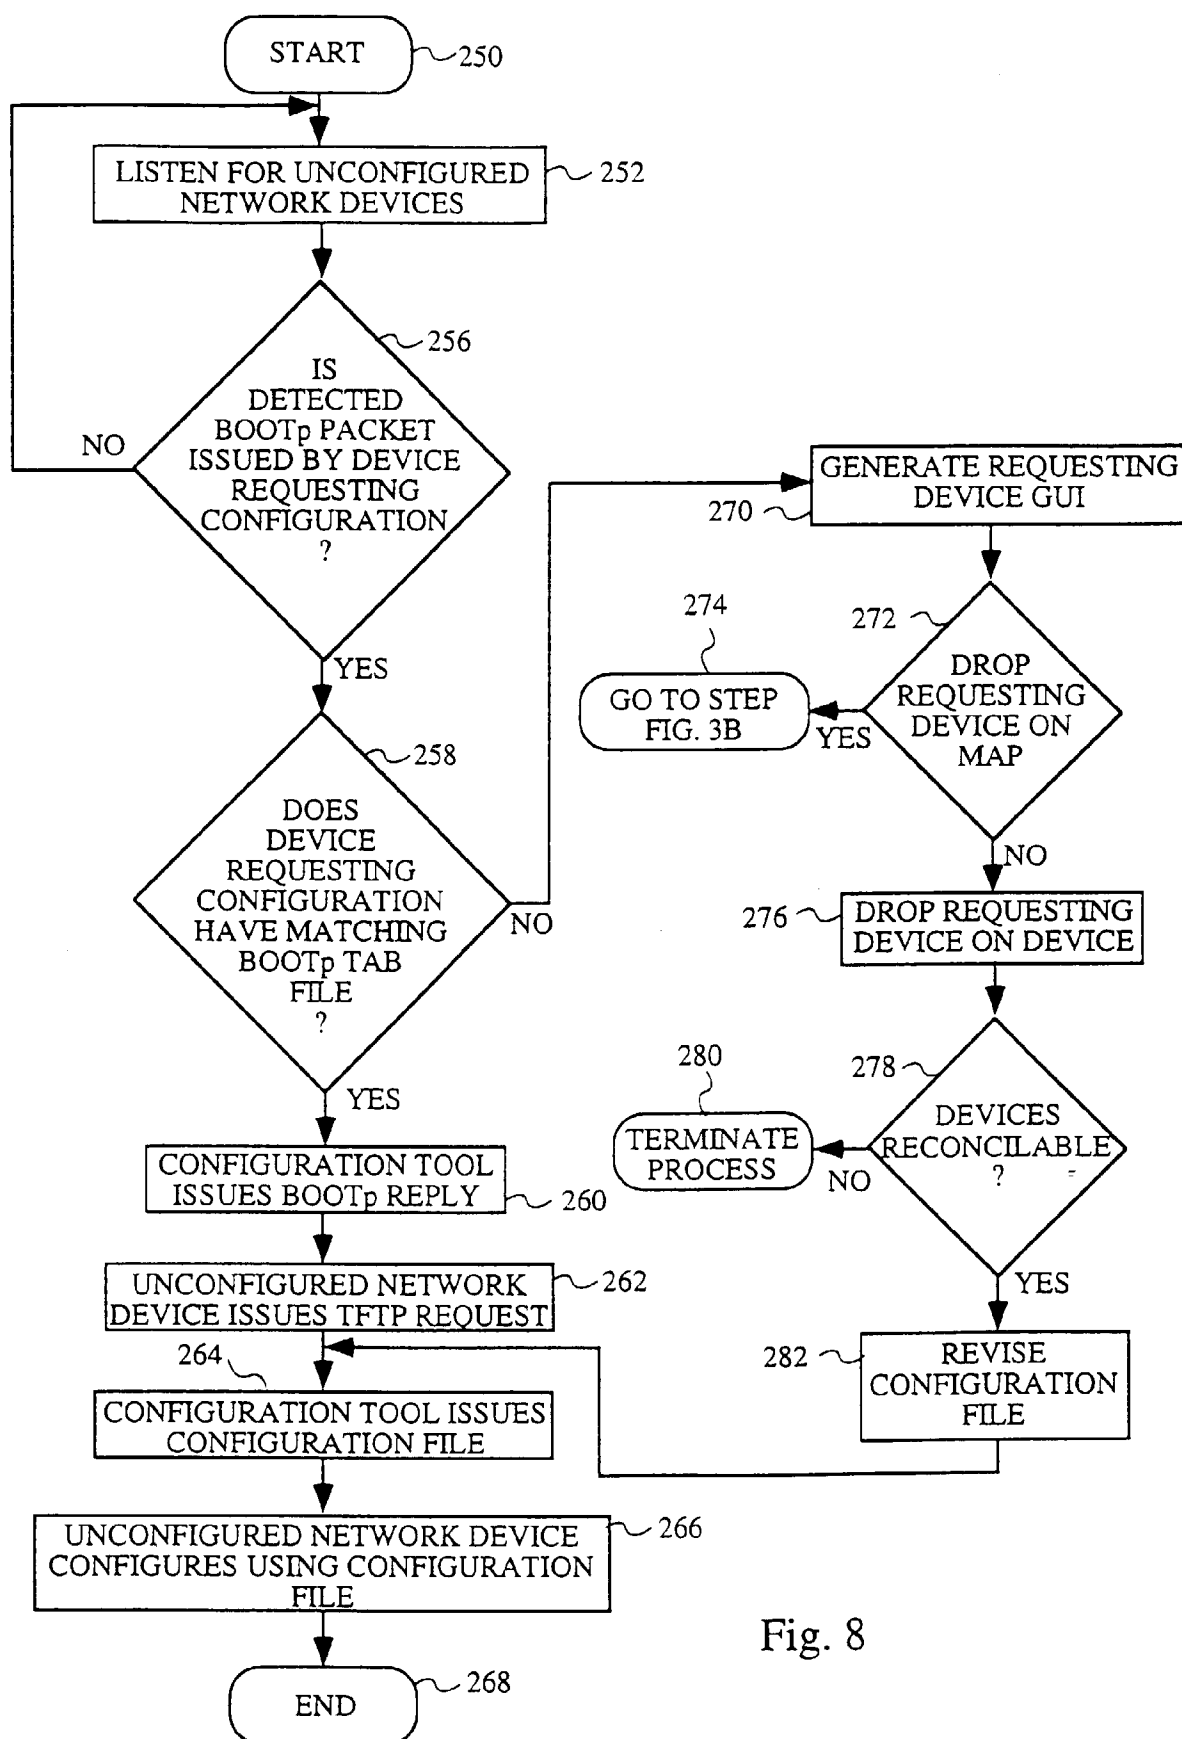 START
250
LISTEN FOR UNCONFIGURED
NETWORK DEVICES
252
256
IS
DETECTED
BOOTp PACKET
ISSUED BY DEVICE
REQUESTING
CONFIGURATION
?
NO
YES
258
DOES
DEVICE
REQUESTING
CONFIGURATION
HAVE MATCHING
BOOTp TAB
FILE
?
NO
YES
CONFIGURATION TOOL
ISSUES BOOTp REPLY
260
UNCONFIGURED NETWORK
DEVICE ISSUES TFTP REQUEST
262
264
CONFIGURATION TOOL ISSUES
CONFIGURATION FILE
UNCONFIGURED NETWORK DEVICE
CONFIGURES USING CONFIGURATION
FILE
266
END
268
GENERATE REQUESTING
DEVICE GUI
270
272
DROP
REQUESTING
DEVICE ON
MAP
274
GO TO STEP
FIG. 3B
YES
NO
276
DROP REQUESTING
DEVICE ON DEVICE
278
DEVICES
RECONCILABLE
?
280
TERMINATE
PROCESS
NO
YES
282
REVISE
CONFIGURATION
FILE
Fig. 8